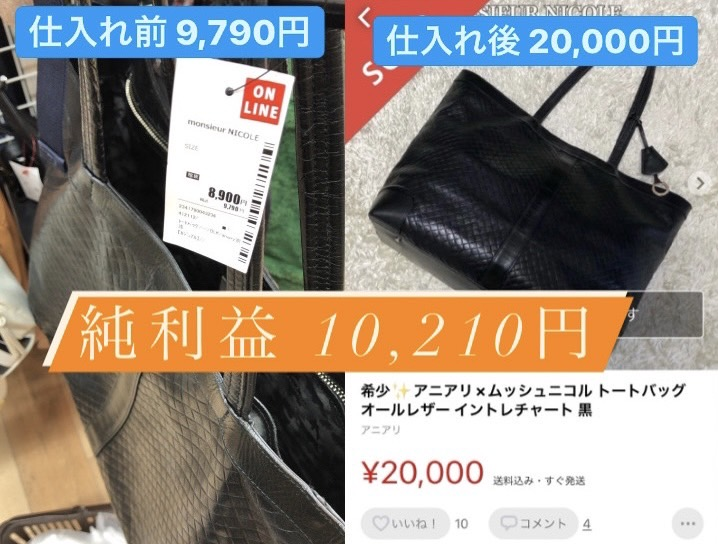 仕入れ前 9,790円
仕入れ後 20,000円
ON
LINE
monsieur NICOLE
SIZE
8,900円
9,790円
MONSIEUR NICOLE
純利益 10,210円
す
希少✨アニアリ×ムッシュニコル トートバッグ
オールレザー イントレチャート 黒
アニアリ
¥20,000 送料込み・すぐ発送
いいね！ 10 コメント 4